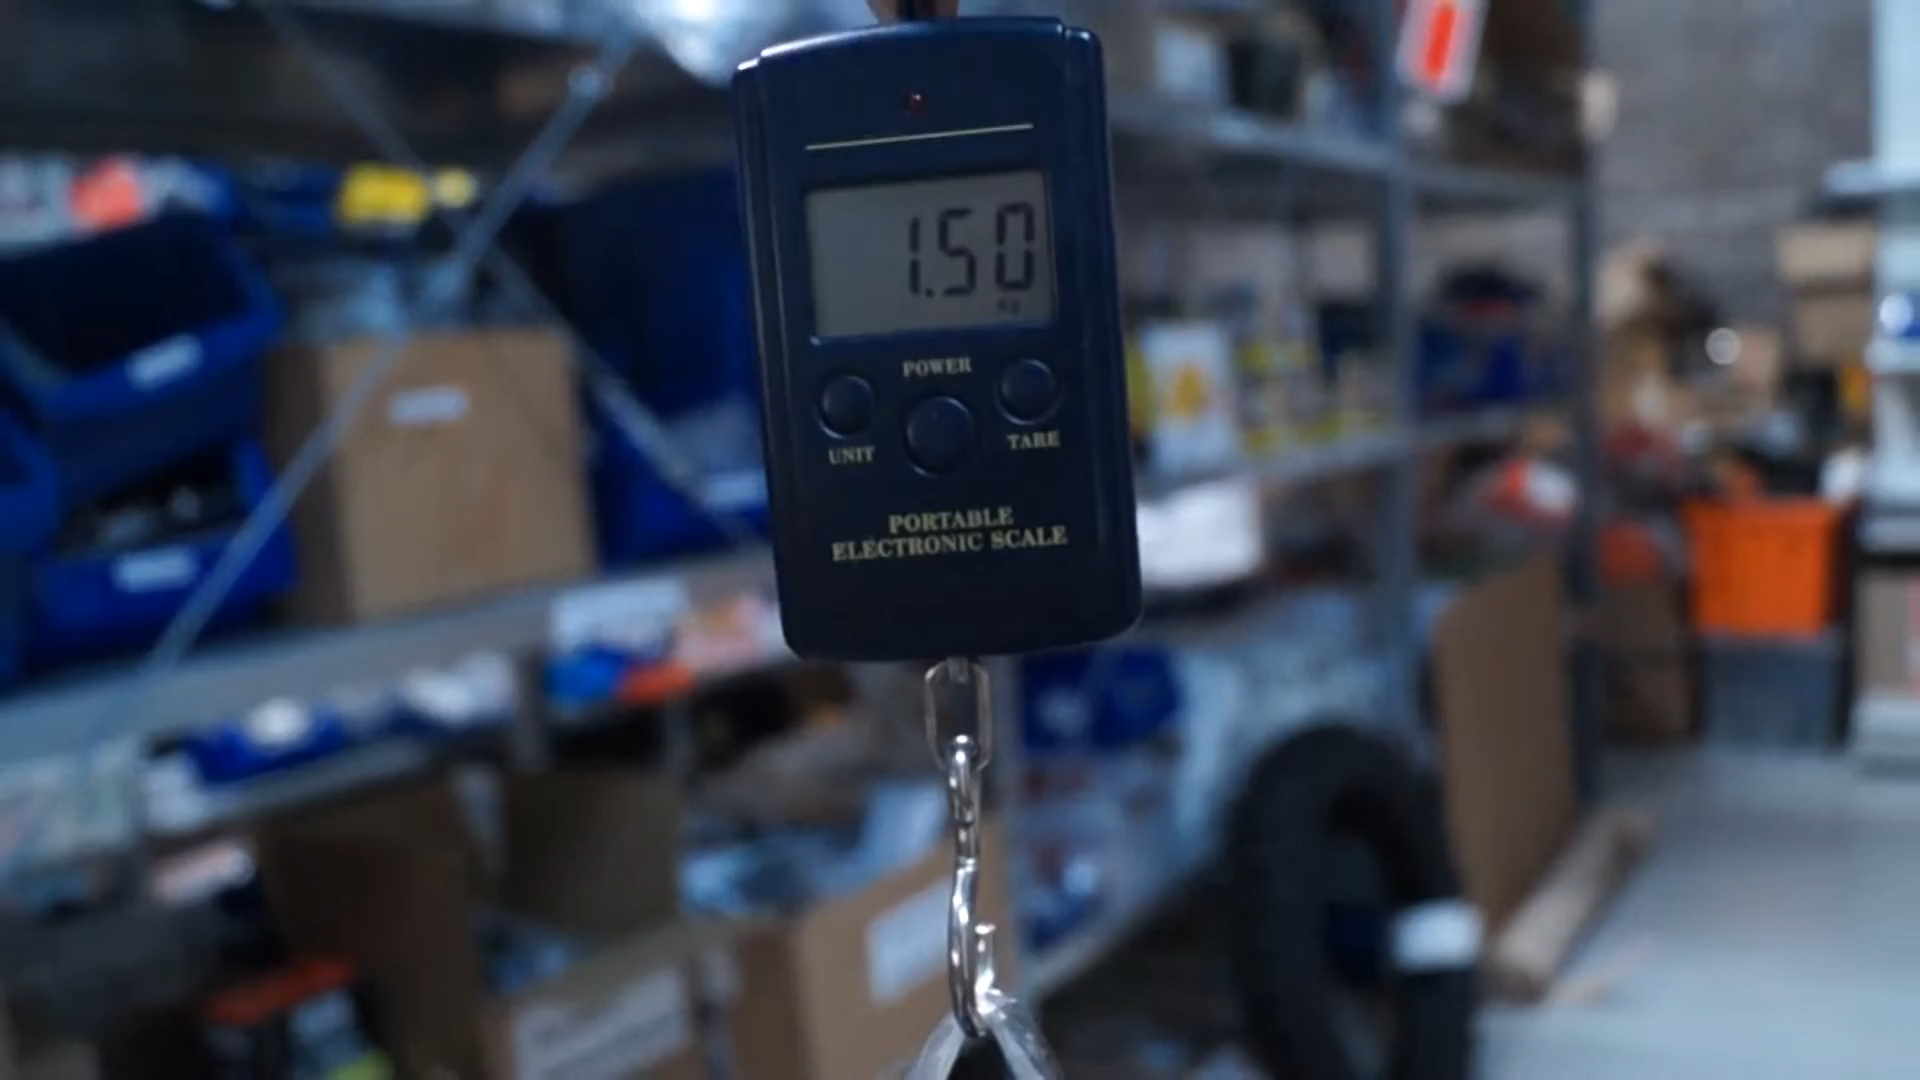 1.50
Kg
POWER
UNIT
TARE
PORTABLE
ELECTRONIC SCALE